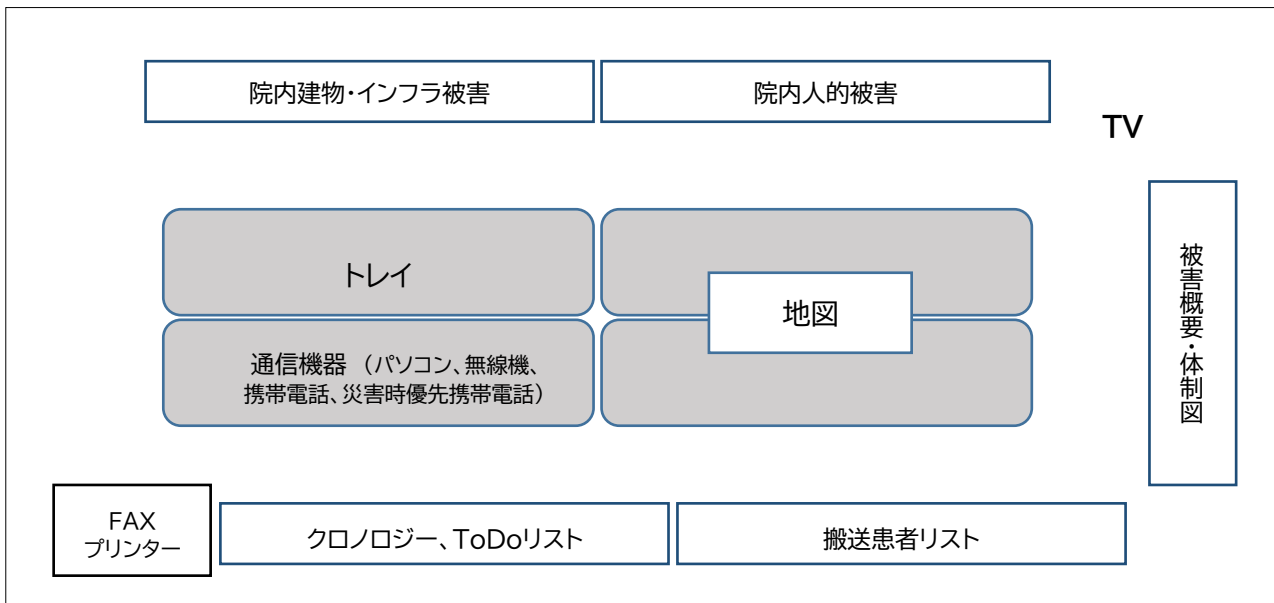 院内建物・インフラ被害
院内人的被害
TV
トレイ
地図
被害概要・体制図
通信機器 （パソコン、無線機、
携帯電話、災害時優先携帯電話）
FAX
プリンター
クロノロジー、ToDoリスト
搬送患者リスト